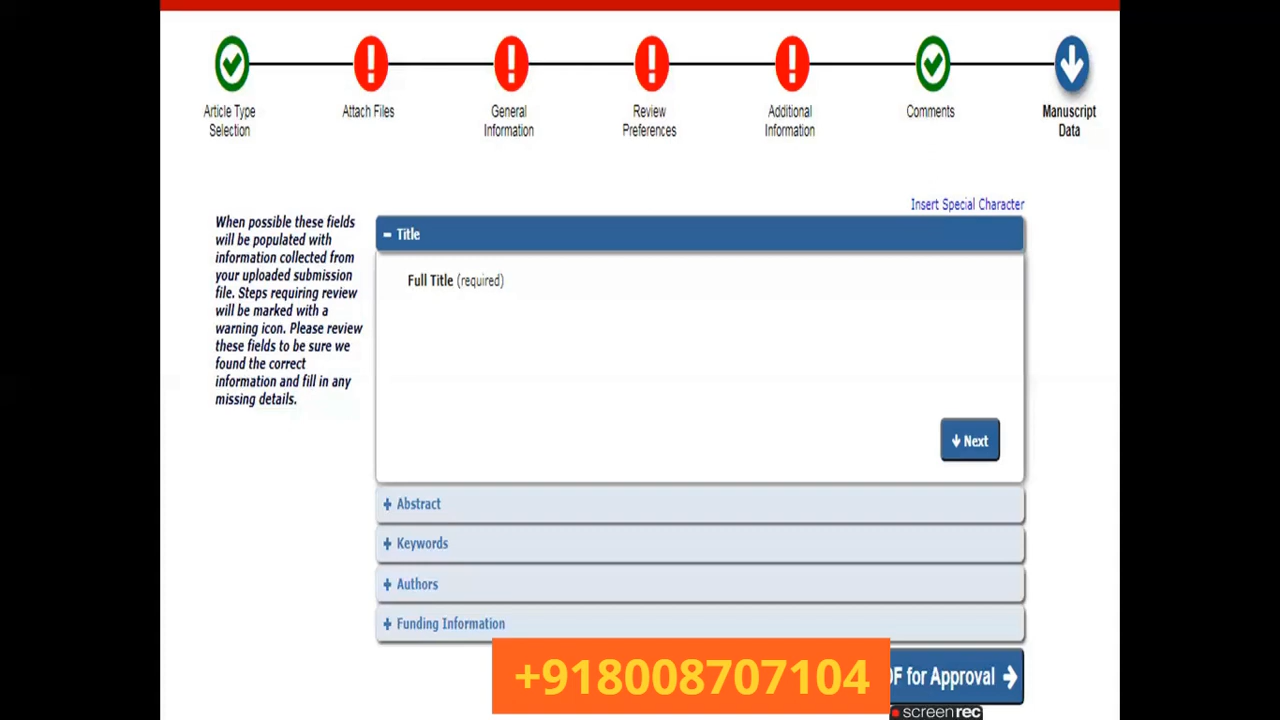 Article Type
Selection
Attach Files
General
Information
Review
Preferences
Additional
Information
Comments
Manuscript
Data
Insert Special Character
When possible these fields
will be populated with
information collected from
your uploaded submission
file. Steps requiring review
will be marked with a
warning icon. Please review
these fields to be sure we
found the correct
information and fill in any
missing details.
Title
Full Title (required)
Next
Abstract
Keywords
Authors
Funding Information
+918008707104
for Approval
screenrec